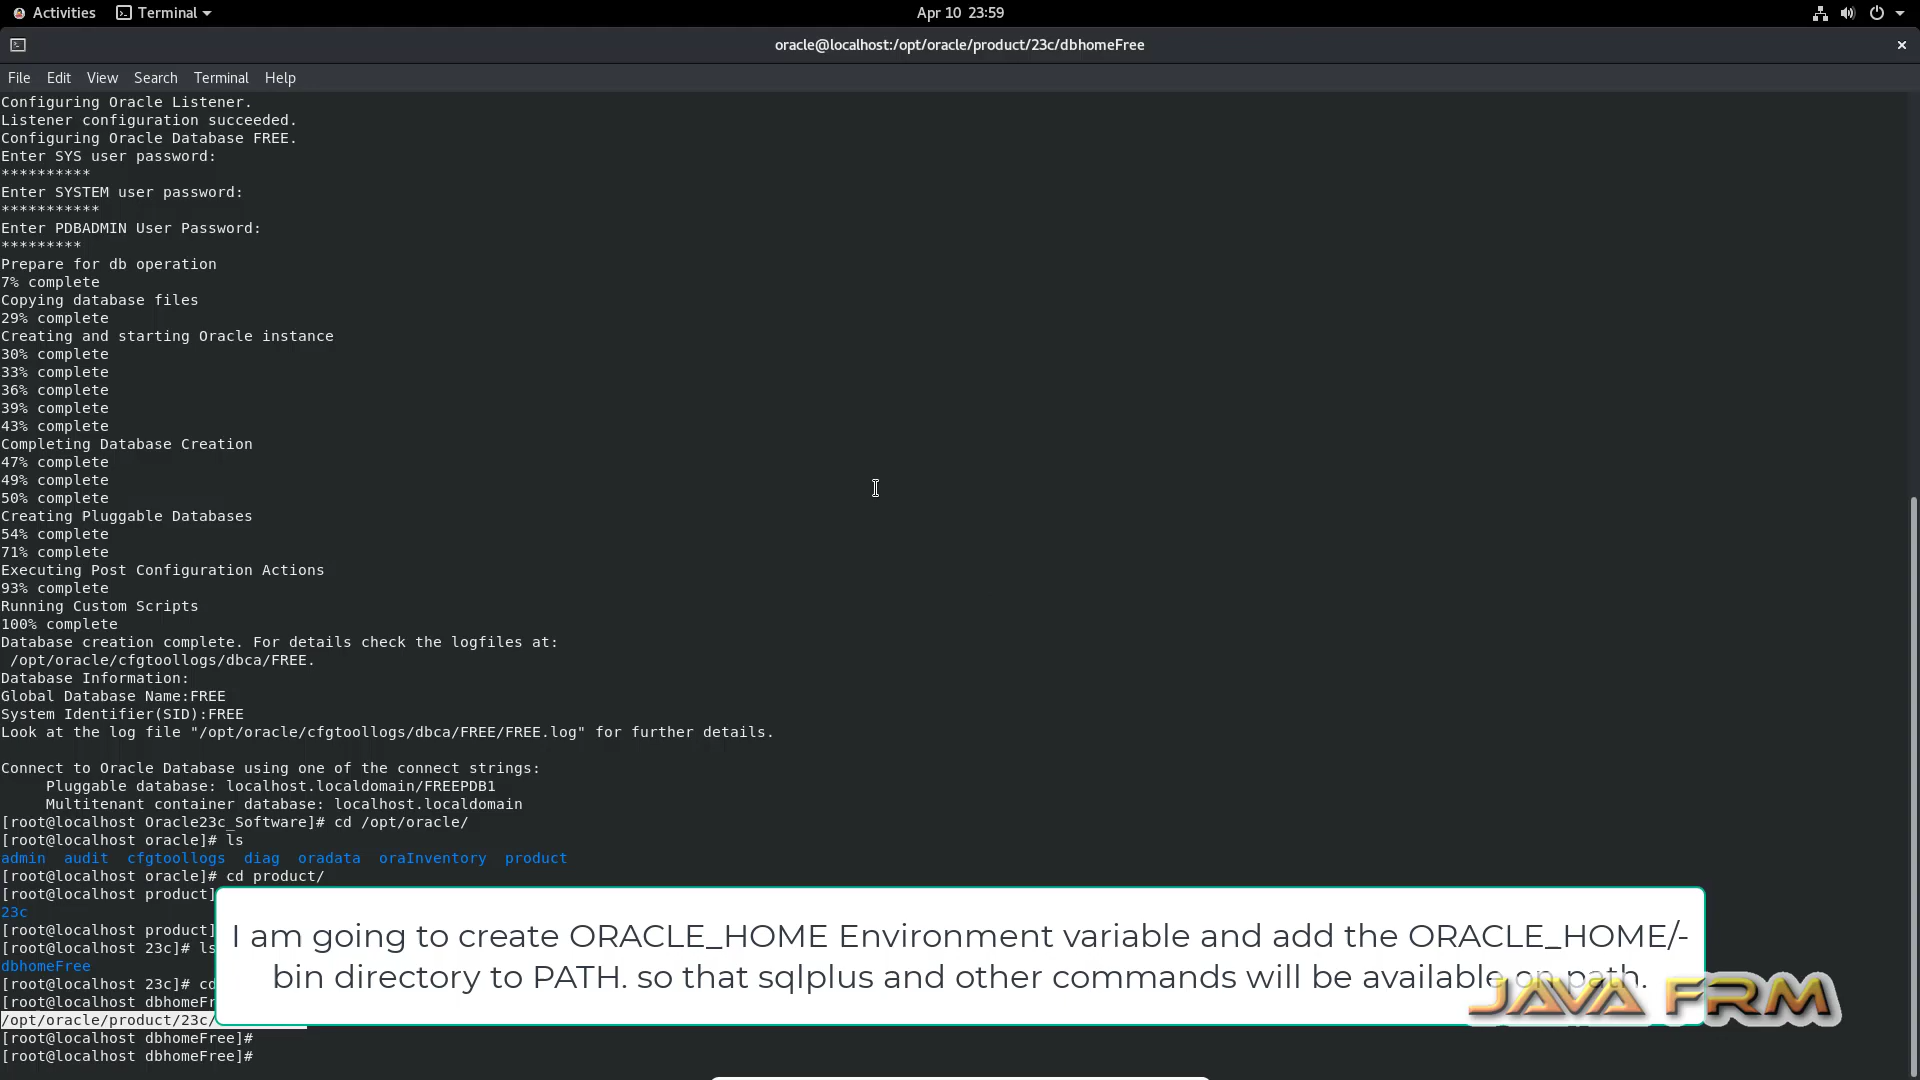 Activities Terminal Apr 10 23:59
oracle@localhost:/opt/oracle/product/23c/dbhomeFree
File Edit View Search Terminal Help
Configuring Oracle Listener.
Listener configuration succeeded.
Configuring Oracle Database FREE.
Enter SYS user password:
**********
Enter SYSTEM user password:
***********
Enter PDBADMIN User Password:
*********
Prepare for db operation
7% complete
Copying database files
29% complete
Creating and starting Oracle instance
30% complete
33% complete
36% complete
39% complete
43% complete
Completing Database Creation
47% complete
49% complete
50% complete
Creating Pluggable Databases
54% complete
71% complete
Executing Post Configuration Actions
93% complete
Running Custom Scripts
100% complete
Database creation complete. For details check the logfiles at:
/opt/oracle/cfgtoollogs/dbca/FREE.
Database Information:
Global Database Name:FREE
System Identifier(SID):FREE
Look at the log file "/opt/oracle/cfgtoollogs/dbca/FREE/FREE.log" for further details.
Connect to Oracle Database using one of the connect strings:
Pluggable database: localhost.localdomain/FREEPDB1
Multitenant container database: localhost.localdomain
[root@localhost Oracle23c_Software]# cd /opt/oracle/
[root@localhost oracle]# ls
admin audit cfgtoollogs diag oradata oraInventory product
[root@localhost oracle]# cd product/
[root@localhost product]
23c
[root@localhost product]
[root@localhost 23c]# ls
dbhomeFree
[root@localhost 23c]# cd
[root@localhost dbhomeFr
/opt/oracle/product/23c/
[root@localhost dbhomeFree]#
[root@localhost dbhomeFree]#
I am going to create ORACLE_HOME Environment variable and add the ORACLE_HOME/-
bin directory to PATH. so that sqlplus and other commands will be available on path.
JAVA FRM